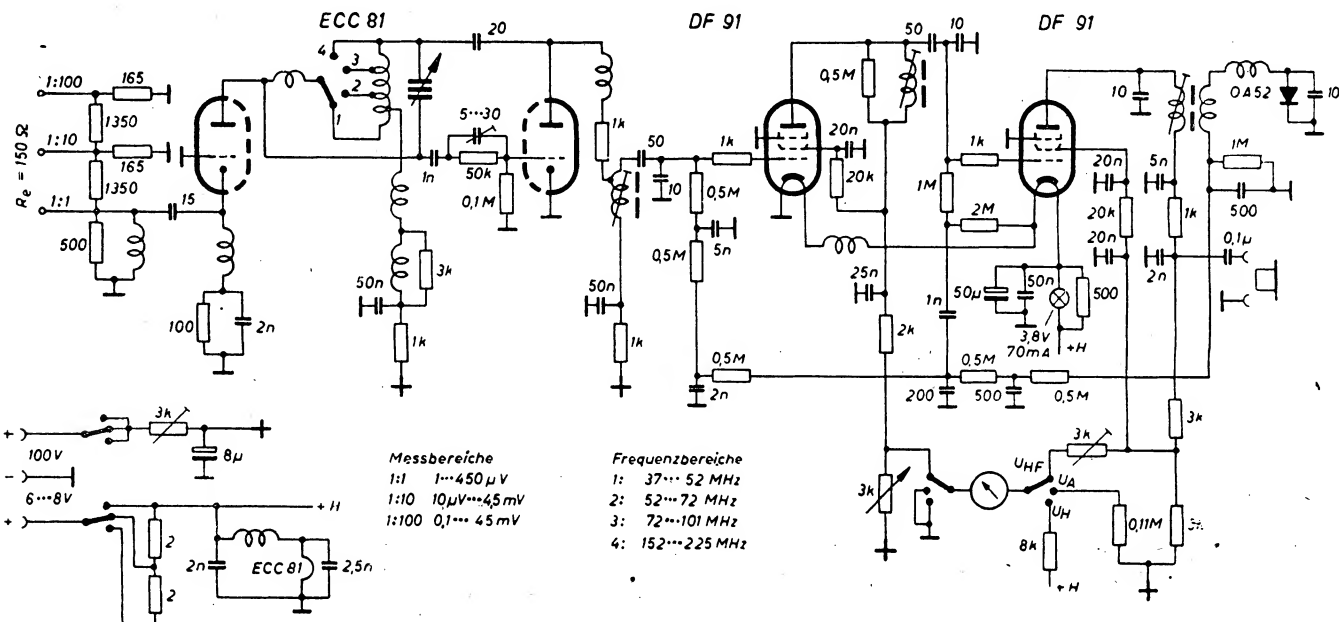 ECC 81
DF 91
DF 91
1:100
165
1350
1:10
165
1350
1:1
Re = 150 Ω
500
15
100
2n
4
3
2
1
20
5···30
1n
50k
0,1M
3k
50n
1k
1k
50n
1k
50
10
1k
0,5M
5n
0,5M
2n
0,5M
20n
20k
0,5M
50
10
1k
1M
2M
25n
2k
1n
200
0,5M
500
0,5M
50μ
50n
500
3,8V
70mA
+H
10
20n
20k
20n
5n
1k
2n
0,1μ
OA52
10
1M
500
3k
3k
3k
UHF
UA
UH
0,11M
8k
+H
+
100V
-
6···8V
+
3k
8μ
+H
2
2
2n
ECC 81
2,5n
Messbereiche
1:1 1···450μV
1:10 10μV···4,5mV
1:100 0,1··· 45mV
Frequenzbereiche
1: 37··· 52 MHz
2: 52···72 MHz
3: 72···101 MHz
4: 152···225 MHz